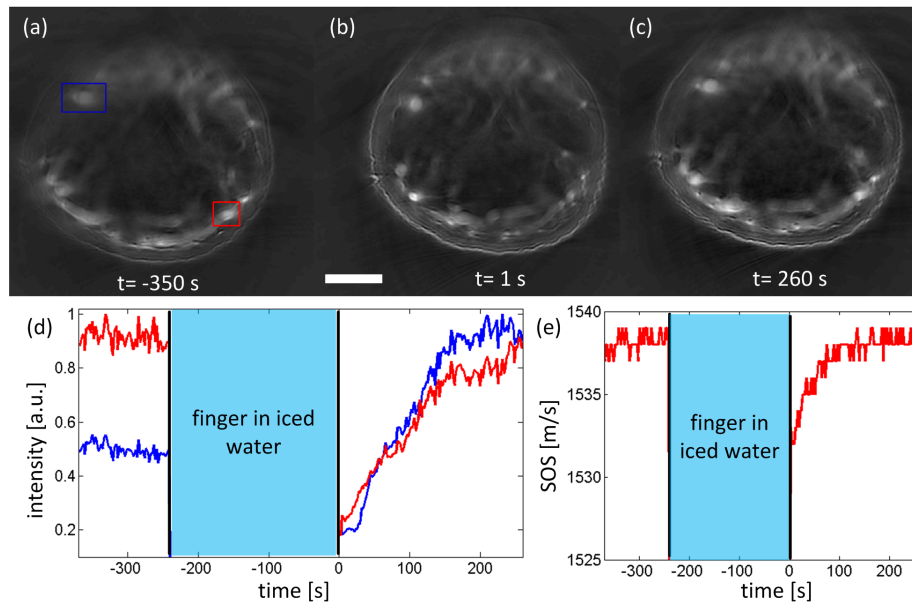 (a)
(b)
(c)
t= -350 s
t= 1 s
260 s
(d)
(e)
1
0.8
0.6
0.4
0.2
intensity [a.u.]
finger in iced
water
-300
-200
-100
0
100
200
time [s]
1540
1535
1530
1525
SOS [m/s]
finger in
iced water
-300
-200
-100
0
100
200
time [s]